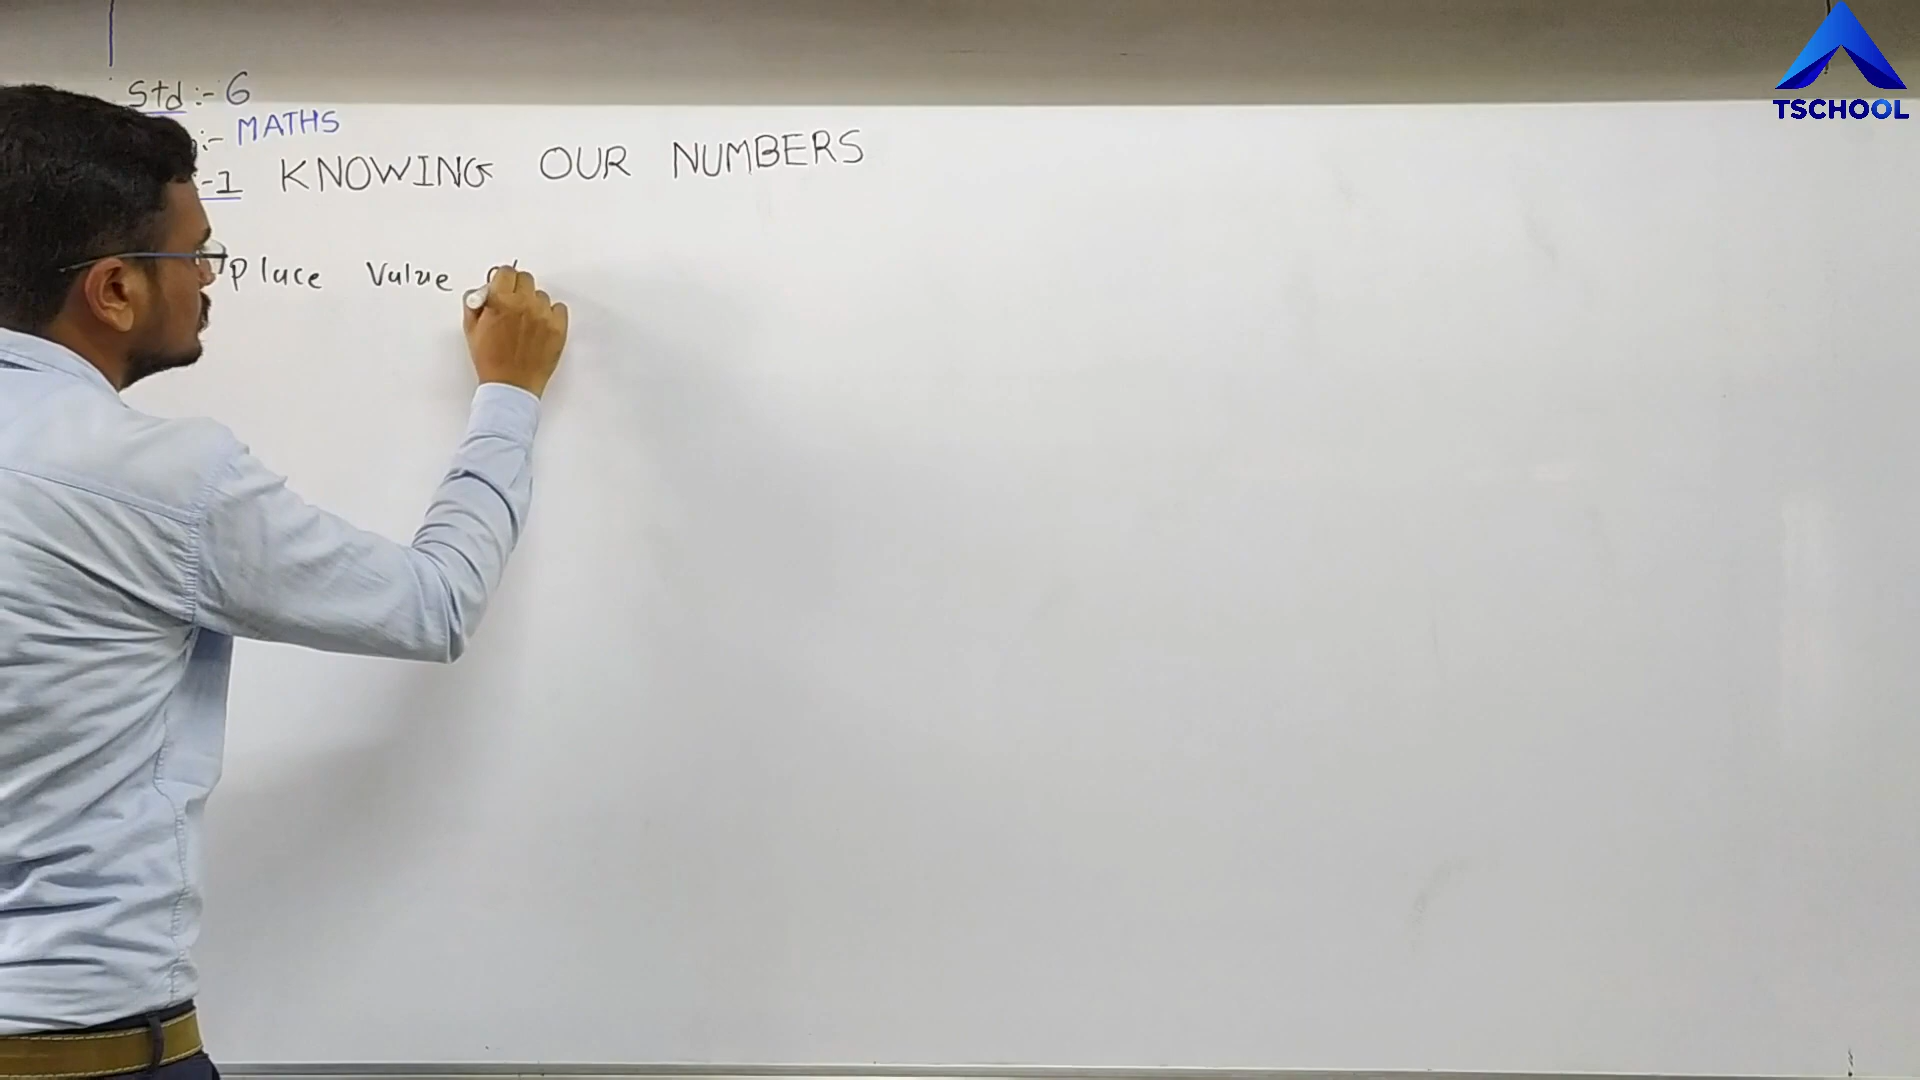 Std :- 6
:- MATHS
-1 KNOWING OUR NUMBERS
Place Value
TSCHOOL